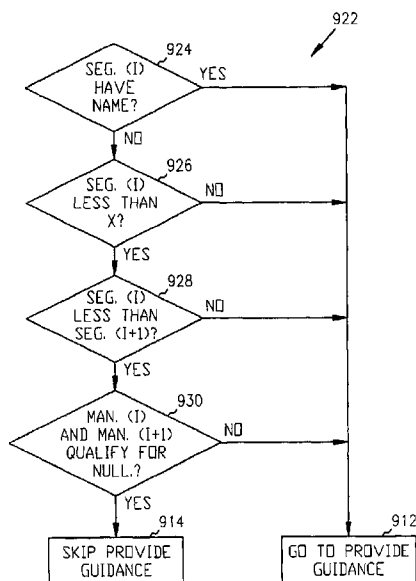 922
924
SEG. (I)
HAVE
NAME?
YES
NO
926
SEG. (I)
LESS THAN
X?
NO
YES
928
SEG. (I)
LESS THAN
SEG. (I+1)?
NO
YES
930
MAN. (I)
AND MAN. (I+1)
QUALIFY FOR
NULL.?
NO
YES
914
SKIP PROVIDE
GUIDANCE
912
GO TO PROVIDE
GUIDANCE